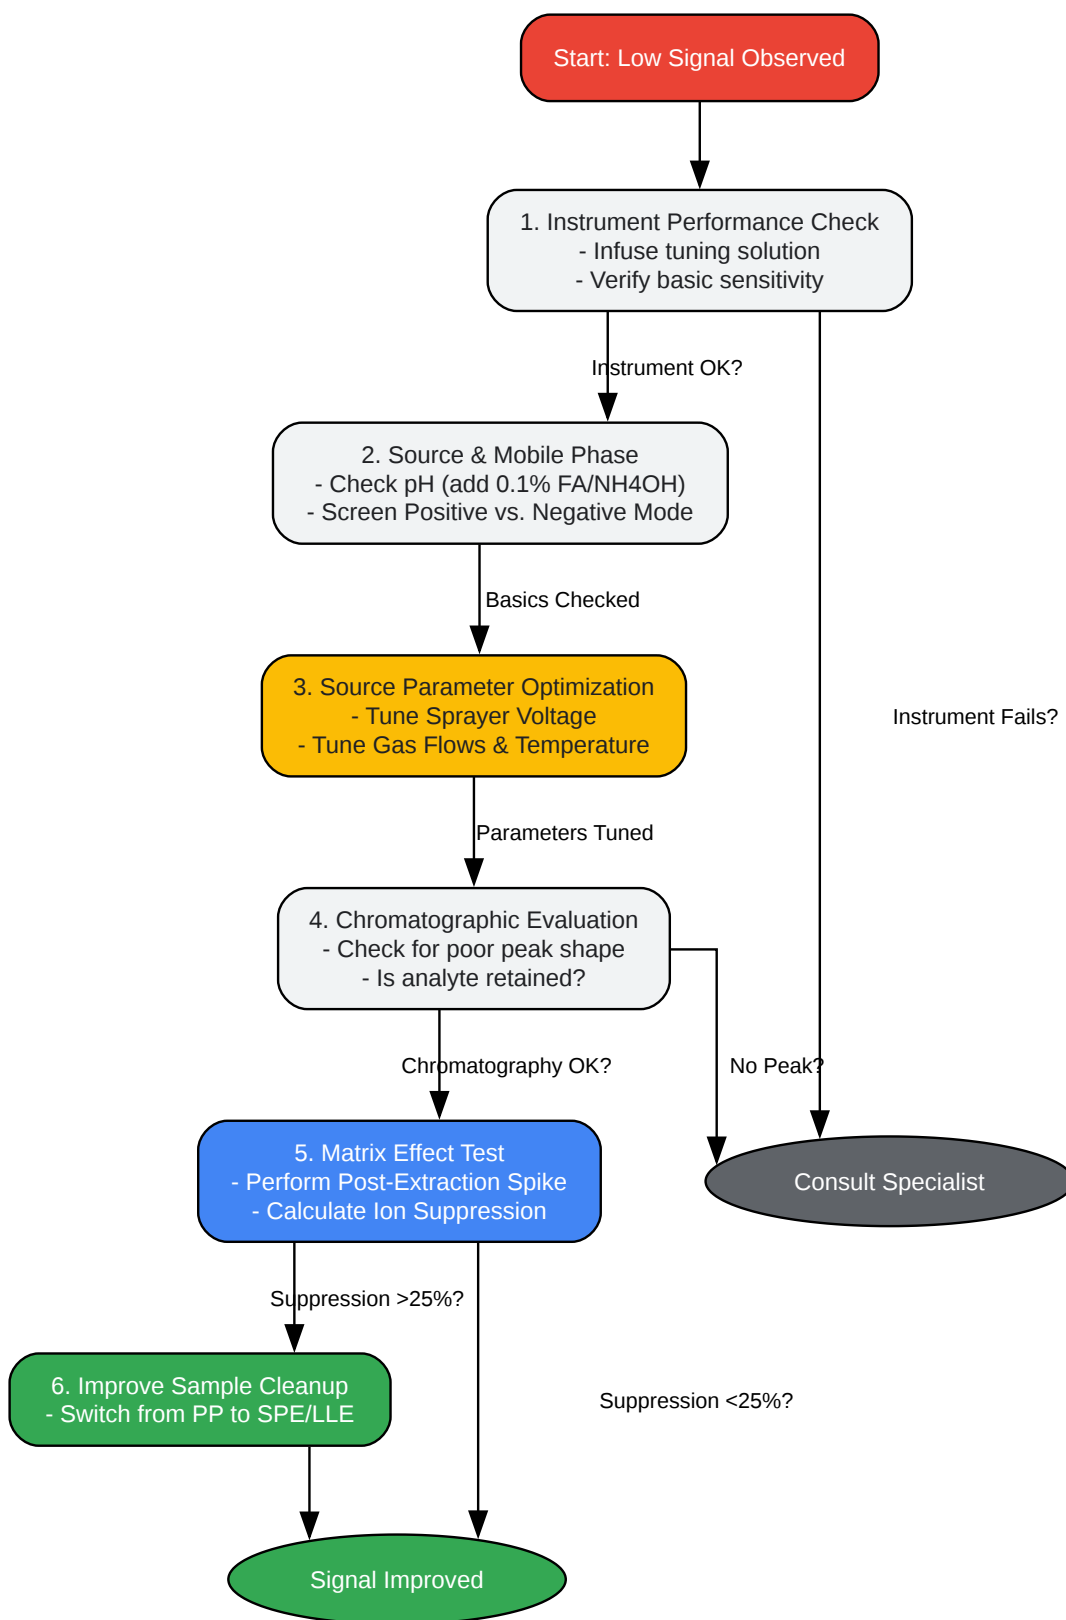 Start: Low Signal Observed
1. Instrument Performance Check
- Infuse tuning solution
- Verify basic sensitivity
Instrument OK?
2. Source & Mobile Phase
- Check pH (add 0.1% FA/NH4OH)
- Screen Positive vs. Negative Mode
Basics Checked
3. Source Parameter Optimization
- Tune Sprayer Voltage
- Tune Gas Flows & Temperature
Instrument Fails?
Parameters Tuned
4. Chromatographic Evaluation
- Check for poor peak shape
- Is analyte retained?
Chromatography OK?
No Peak?
5. Matrix Effect Test
- Perform Post-Extraction Spike
- Calculate Ion Suppression
Consult Specialist
Suppression >25%?
6. Improve Sample Cleanup
- Switch from PP to SPE/LLE
Suppression <25%?
Signal Improved